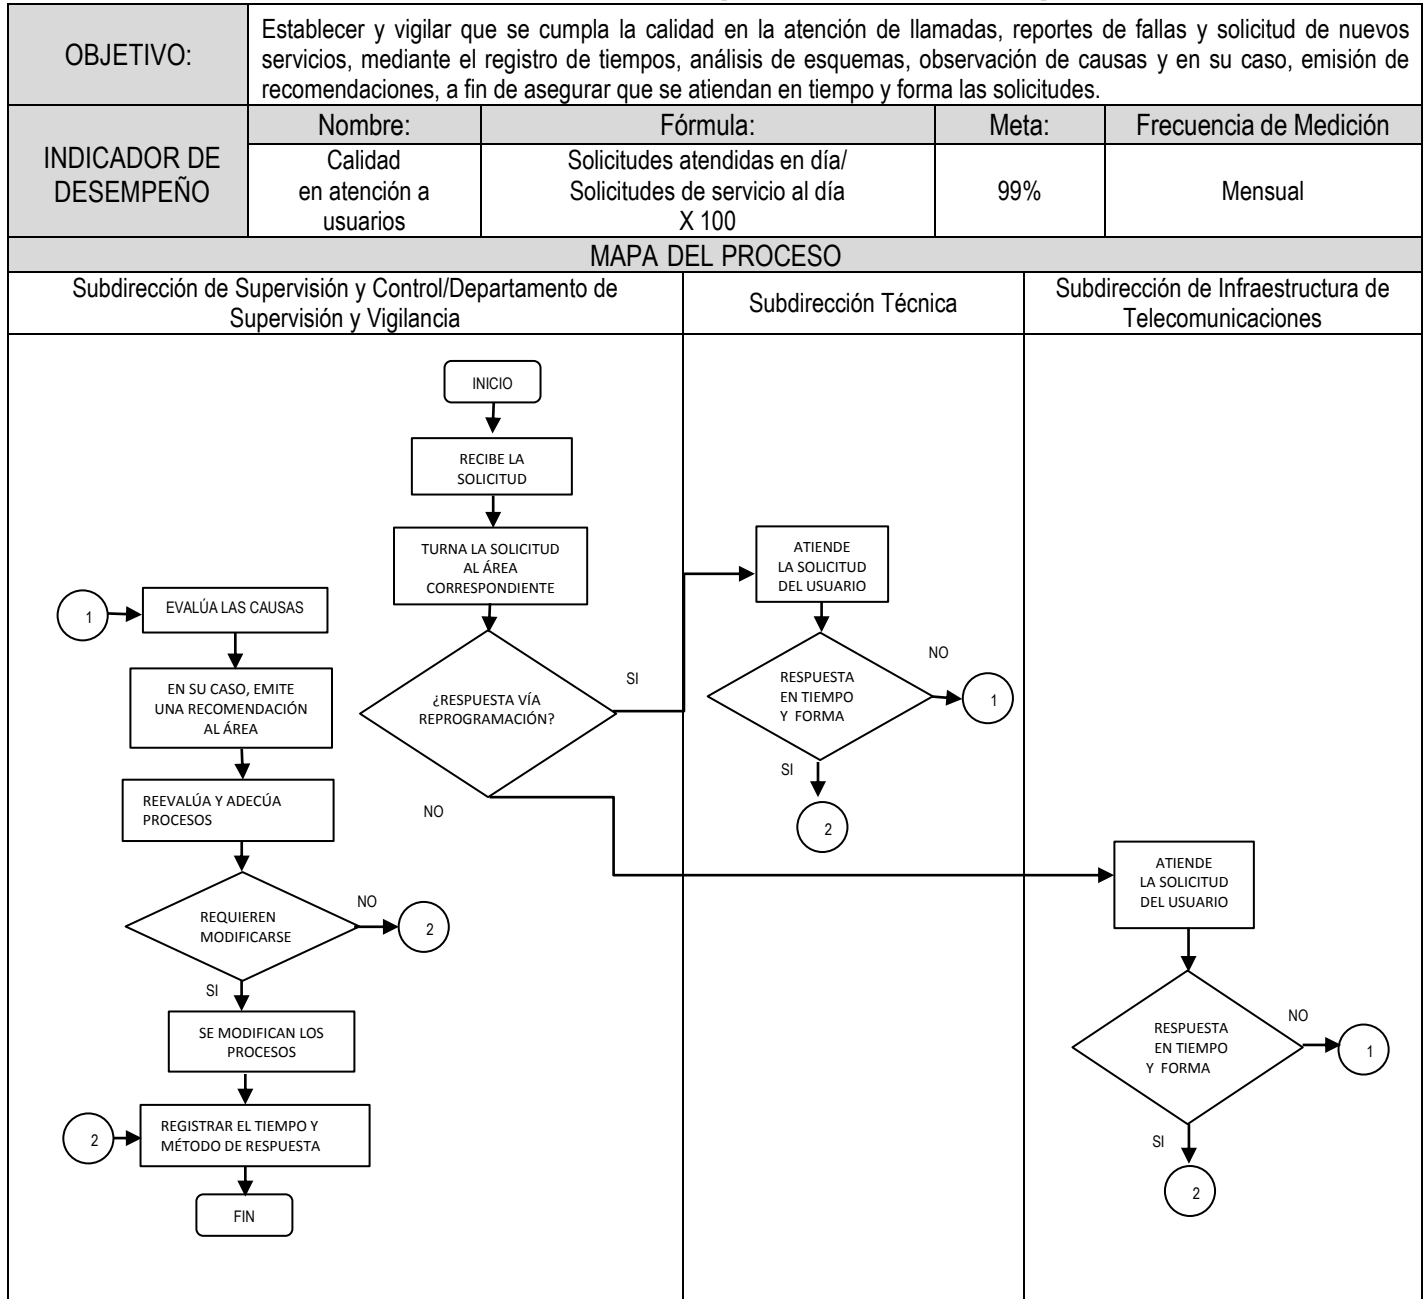 OBJETIVO:
Establecer y vigilar que se cumpla la calidad en la atención de llamadas, reportes de fallas y solicitud de nuevos
servicios, mediante el registro de tiempos, análisis de esquemas, observación de causas y en su caso, emisión de
recomendaciones, a fin de asegurar que se atiendan en tiempo y forma las solicitudes.
INDICADOR DE
DESEMPEÑO
Nombre:
Fórmula:
Meta:
Frecuencia de Medición
Calidad
en atención a
usuarios
Solicitudes atendidas en día/
Solicitudes de servicio al día
X 100
99%
Mensual
MAPA DEL PROCESO
Subdirección de Supervisión y Control/Departamento de
Supervisión y Vigilancia
Subdirección Técnica
Subdirección de Infraestructura de
Telecomunicaciones
INICIO
RECIBE LA
SOLICITUD
TURNA LA SOLICITUD
AL ÁREA
CORRESPONDIENTE
¿RESPUESTA VÍA
REPROGRAMACIÓN?
SI
NO
1
EVALÚA LAS CAUSAS
EN SU CASO, EMITE
UNA RECOMENDACIÓN
AL ÁREA
REEVALÚA Y ADECÚA
PROCESOS
REQUIEREN
MODIFICARSE
NO
2
SI
SE MODIFICAN LOS
PROCESOS
2
REGISTRAR EL TIEMPO Y
MÉTODO DE RESPUESTA
FIN
ATIENDE
LA SOLICITUD
DEL USUARIO
RESPUESTA
EN TIEMPO
Y FORMA
NO
1
SI
2
ATIENDE
LA SOLICITUD
DEL USUARIO
RESPUESTA
EN TIEMPO
Y FORMA
NO
1
SI
2